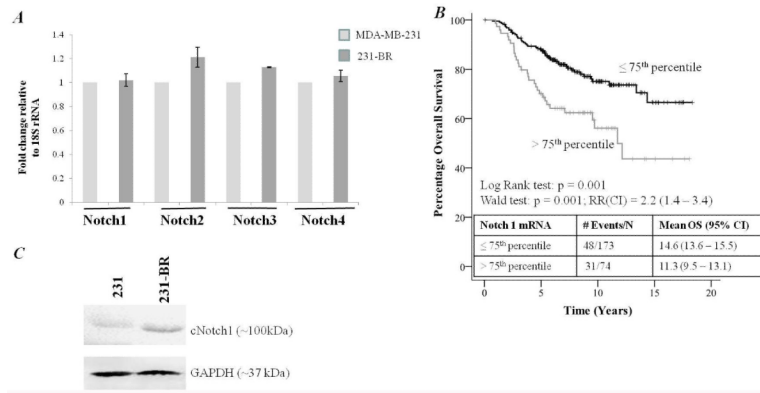 A
MDA-MB-231
231-BR
Fold change relative
to 18S rRNA
1.4
1.2
1
0.8
0.6
0.4
0.2
0
Notch1 Notch2 Notch3 Notch4
B
Percentage Overall Survival
100
80
60
40
20
0
≤ 75th percentile
> 75th percentile
Log Rank test: p = 0.001
Wald test: p = 0.001; RR(CI) = 2.2 (1.4 – 3.4)
Notch 1 mRNA # Events/N Mean OS (95% CI)
≤ 75th percentile 48/173 14.6 (13.6 – 15.5)
> 75th percentile 31/74 11.3 (9.5 – 13.1)
0 5 10 15 20
Time (Years)
C
231 231-BR
cNotch1 (~100kDa)
GAPDH (~37 kDa)